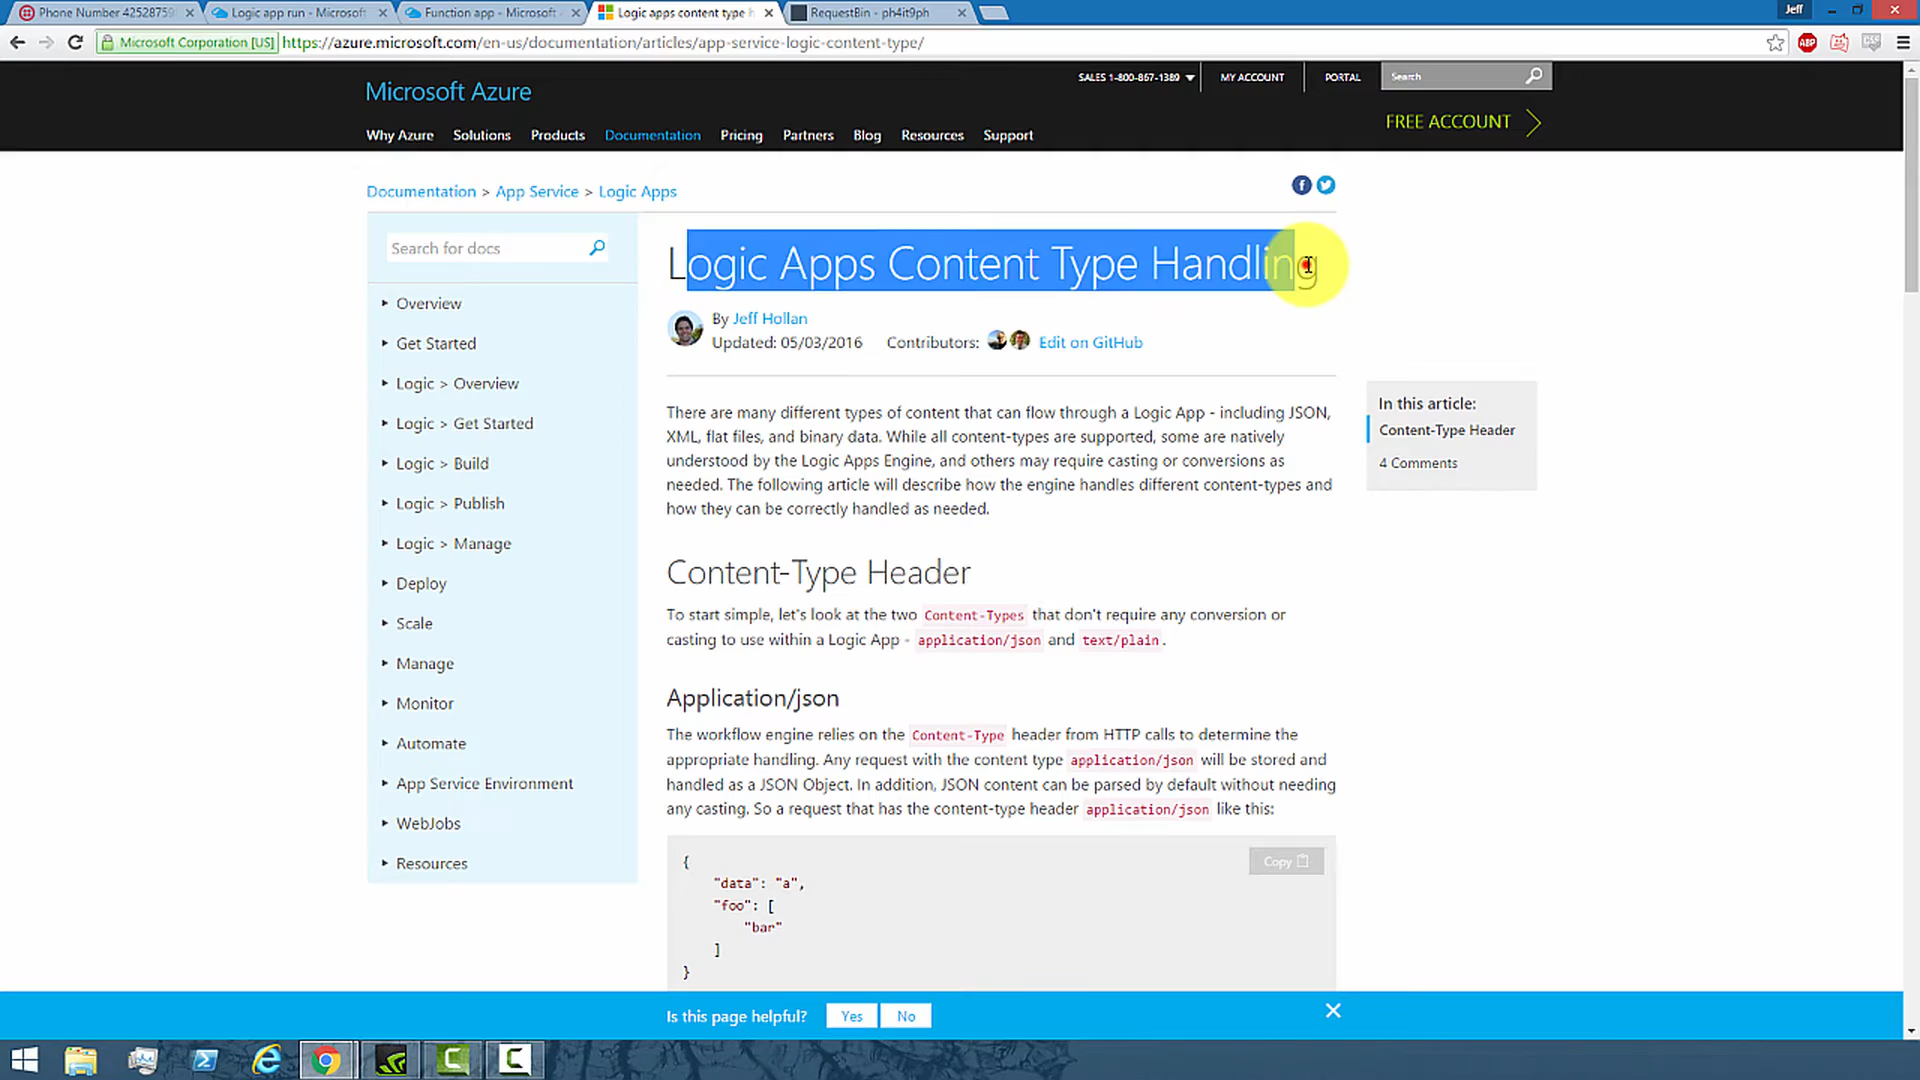 Phone Number 42528759
Logic app run - Microsoft
Function app - Microsoft
Logic apps content type h
RequestBin - ph4it9ph
Jeff
Microsoft Corporation [US]
https://azure.microsoft.com/en-us/documentation/articles/app-service-logic-content-type/
ABP
CSS
SALES 1-800-867-1389
MY ACCOUNT
PORTAL
Search
Microsoft Azure
FREE ACCOUNT
Why Azure
Solutions
Products
Documentation
Pricing
Partners
Blog
Resources
Support
Documentation > App Service > Logic Apps
Search for docs
Overview
Get Started
Logic > Overview
Logic > Get Started
Logic > Build
Logic > Publish
Logic > Manage
Deploy
Scale
Manage
Monitor
Automate
App Service Environment
WebJobs
Resources
Logic Apps Content Type Handling
By Jeff Hollan
Updated: 05/03/2016
Contributors:
Edit on GitHub
There are many different types of content that can flow through a Logic App - including JSON,
XML, flat files, and binary data. While all content-types are supported, some are natively
understood by the Logic Apps Engine, and others may require casting or conversions as
needed. The following article will describe how the engine handles different content-types and
how they can be correctly handled as needed.
Content-Type Header
To start simple, let's look at the two Content-Types that don't require any conversion or
casting to use within a Logic App - application/json and text/plain.
Application/json
The workflow engine relies on the Content-Type header from HTTP calls to determine the
appropriate handling. Any request with the content type application/json will be stored and
handled as a JSON Object. In addition, JSON content can be parsed by default without needing
any casting. So a request that has the content-type header application/json like this:
Copy
{
"data": "a",
"foo": [
"bar"
]
}
In this article:
Content-Type Header
4 Comments
Is this page helpful?
Yes
No